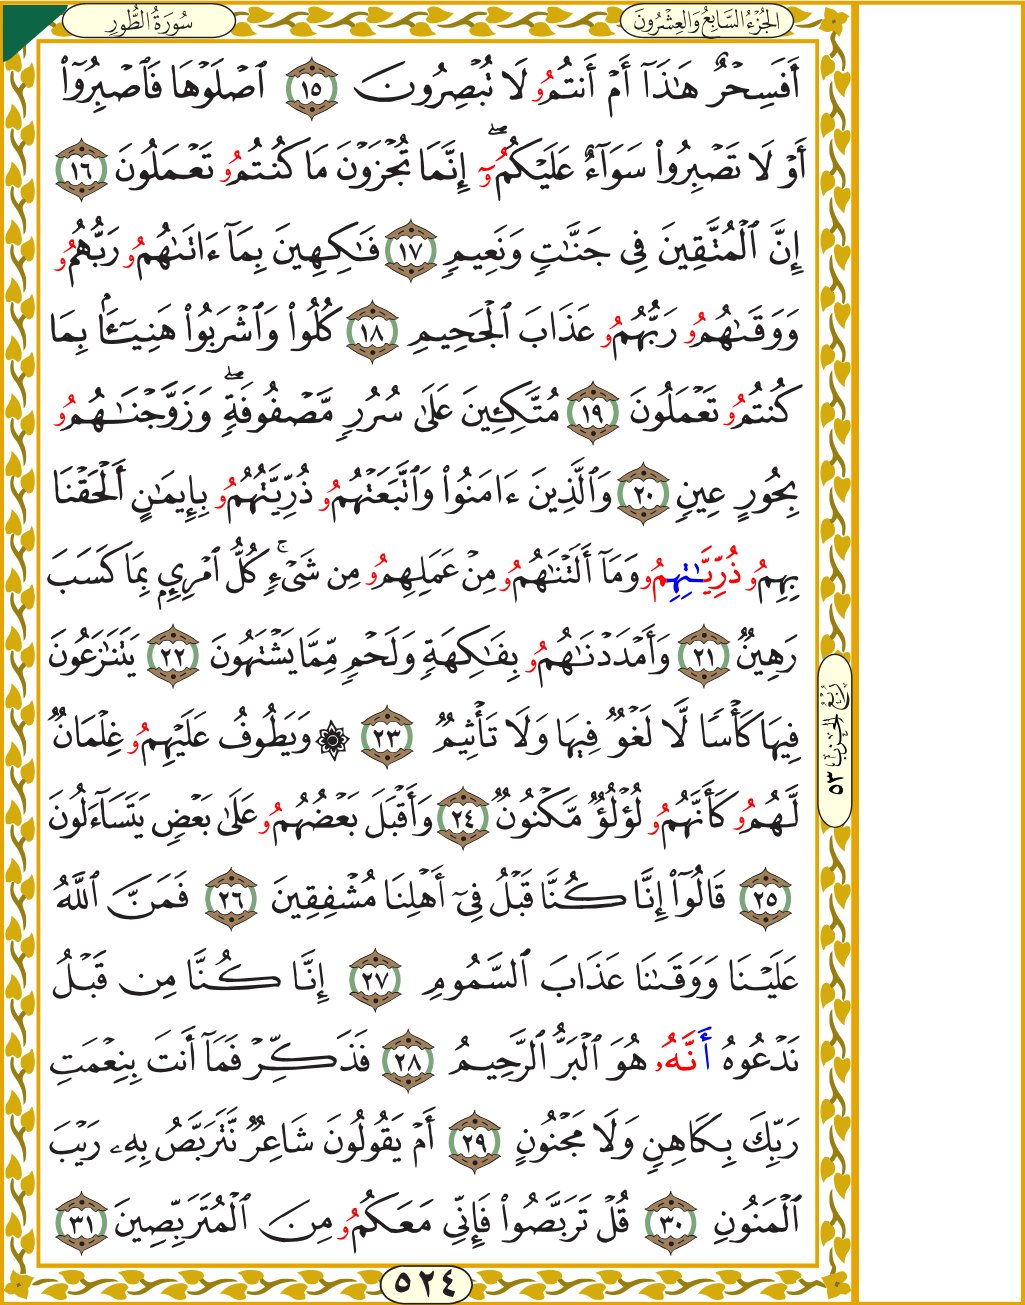 سُورَةُ الطُّورِ
الجُزْءُ السَّابِعُ وَالعِشْرُونَ
أَفَسِحۡرٌ هَٰذَآ أَمۡ أَنتُمُۥ لَا تُبۡصِرُونَ ١٥ ٱصۡلَوۡهَا فَٱصۡبِرُوٓاْ
أَوۡ لَا تَصۡبِرُواْ سَوَآءٌ عَلَيۡكُمُۥٓۖ إِنَّمَا تُجۡزَوۡنَ مَا كُنتُمُۥ تَعۡمَلُونَ ١٦
إِنَّ ٱلۡمُتَّقِينَ فِي جَنَّٰتٖ وَنَعِيمٖ ١٧ فَٰكِهِينَ بِمَآ ءَاتَىٰهُمُۥ رَبُّهُمُۥ
وَوَقَىٰهُمُۥ رَبُّهُمُۥ عَذَابَ ٱلۡجَحِيمِ ١٨ كُلُواْ وَٱشۡرَبُواْ هَنِيٓـَٔۢا بِمَا
كُنتُمُۥ تَعۡمَلُونَ ١٩ مُتَّكِـِٔينَ عَلَىٰ سُرُرٖ مَّصۡفُوفَةٖۖ وَزَوَّجۡنَٰهُمُۥ
بِحُورٍ عِينٖ ٢٠ وَٱلَّذِينَ ءَامَنُواْ وَٱتَّبَعَتۡهُمُۥ ذُرِّيَّتُهُمُۥ بِإِيمَٰنٍ أَلۡحَقۡنَا
بِهِمُۥ ذُرِّيَّٰتِهِمُۥ وَمَآ أَلَتۡنَٰهُمُۥ مِنۡ عَمَلِهِمُۥ مِن شَيۡءٖۚ كُلُّ ٱمۡرِيِٕۭ بِمَا كَسَبَ
رَهِينٞ ٢١ وَأَمۡدَدۡنَٰهُمُۥ بِفَٰكِهَةٖ وَلَحۡمٖ مِّمَّا يَشۡتَهُونَ ٢٢ يَتَنَٰزَعُونَ
فِيهَا كَأۡسٗا لَّا لَغۡوٞ فِيهَا وَلَا تَأۡثِيمٞ ٢٣ ۞ وَيَطُوفُ عَلَيۡهِمُۥ غِلۡمَانٞ
لَّهُمُۥ كَأَنَّهُمُۥ لُؤۡلُؤٞ مَّكۡنُونٞ ٢٤ وَأَقۡبَلَ بَعۡضُهُمُۥ عَلَىٰ بَعۡضٖ يَتَسَآءَلُونَ
٢٥ قَالُوٓاْ إِنَّا كُنَّا قَبۡلُ فِيٓ أَهۡلِنَا مُشۡفِقِينَ ٢٦ فَمَنَّ ٱللَّهُ
عَلَيۡنَا وَوَقَىٰنَا عَذَابَ ٱلسَّمُومِ ٢٧ إِنَّا كُنَّا مِن قَبۡلُ
نَدۡعُوهُ أَنَّهُۥ هُوَ ٱلۡبَرُّ ٱلرَّحِيمُ ٢٨ فَذَكِّرۡ فَمَآ أَنتَ بِنِعۡمَتِ
رَبِّكَ بِكَاهِنٖ وَلَا مَجۡنُونٍ ٢٩ أَمۡ يَقُولُونَ شَاعِرٞ نَّتَرَبَّصُ بِهِۦ رَيۡبَ
ٱلۡمَنُونِ ٣٠ قُلۡ تَرَبَّصُواْ فَإِنِّي مَعَكُمُۥ مِنَ ٱلۡمُتَرَبِّصِينَ ٣١
رُبْعُ الحِزْبِ ٥٣
٥٢٤